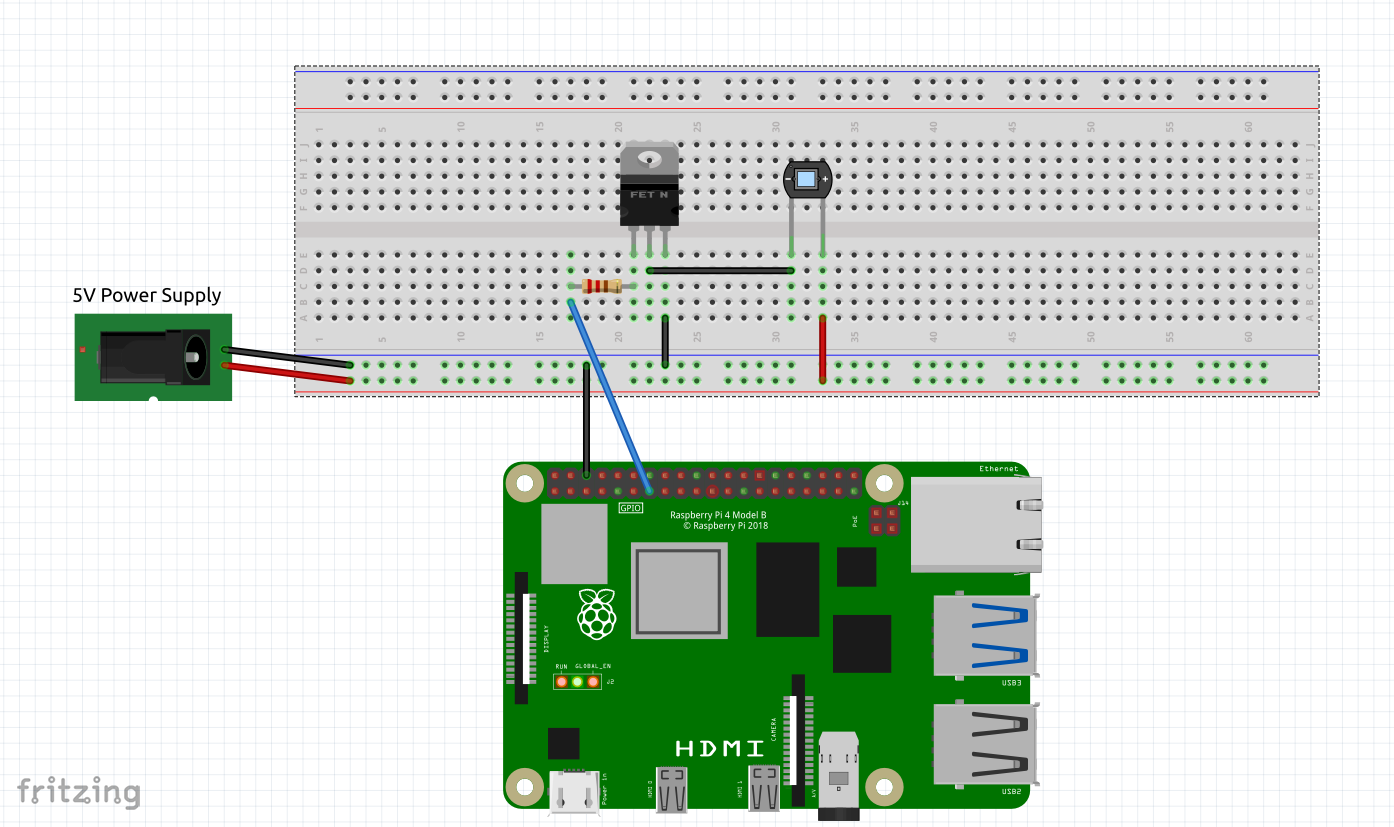 1 5 10 15 20 25 30 35 40 45 50 55 60
J J
I I
H H
G G
F F
FET N
- +
E E
D D
C C
B B
A A
1 5 10 15 20 25 30 35 40 45 50 55 60
5V Power Supply
Ethernet
J14
GPIO
PoE
Raspberry Pi 4 Model B
© Raspberry Pi 2018
DISPLAY
RUN GLOBAL_EN
J2
USB3
CAMERA
HDMI
Power in
HDMI 0
HDMI 1
A/V
USB2
fritzing